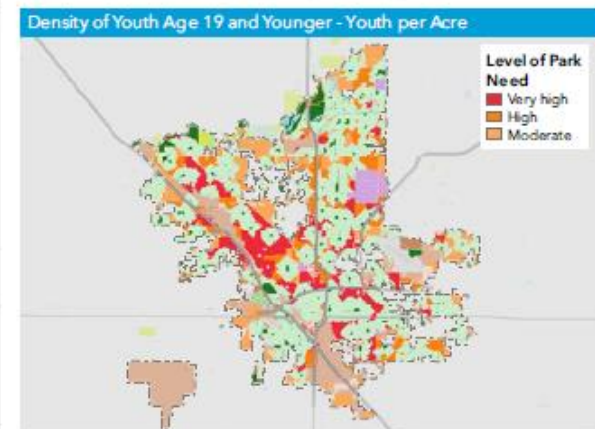 Density of Youth Age 19 and Younger - Youth per Acre
Level of Park
Need
Very high
High
Moderate